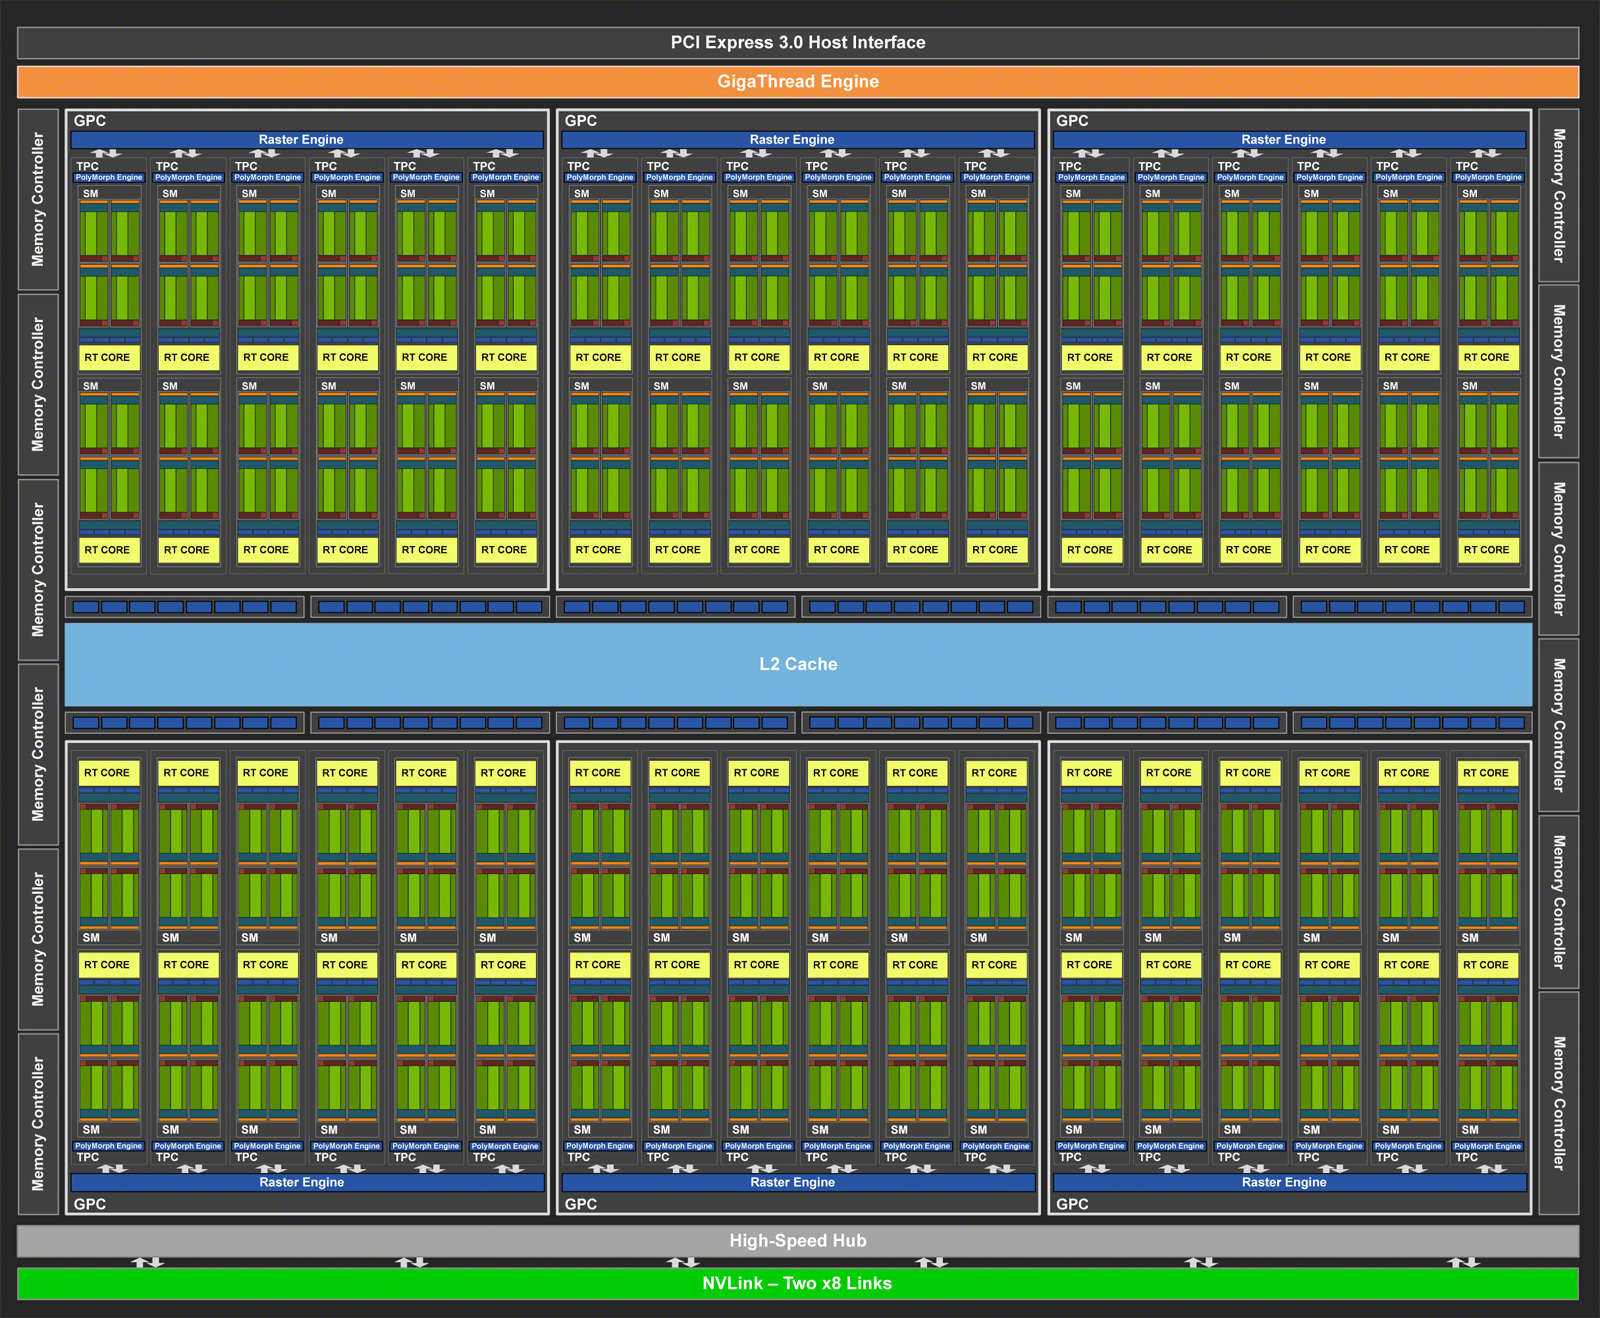 PCI Express 3.0 Host Interface
GigaThread Engine
Memory Controller
Memory Controller
Memory Controller
Memory Controller
Memory Controller
Memory Controller
GPC GPC GPC
Raster Engine Raster Engine Raster Engine
TPC TPC TPC TPC TPC TPC TPC TPC TPC TPC TPC TPC TPC TPC TPC TPC TPC TPC
PolyMorph Engine PolyMorph Engine PolyMorph Engine PolyMorph Engine PolyMorph Engine PolyMorph Engine PolyMorph Engine PolyMorph Engine PolyMorph Engine PolyMorph Engine PolyMorph Engine PolyMorph Engine PolyMorph Engine PolyMorph Engine PolyMorph Engine PolyMorph Engine PolyMorph Engine PolyMorph Engine
SM SM SM SM SM SM SM SM SM SM SM SM SM SM SM SM SM SM
RT CORE RT CORE RT CORE RT CORE RT CORE RT CORE RT CORE RT CORE RT CORE RT CORE RT CORE RT CORE RT CORE RT CORE RT CORE RT CORE RT CORE RT CORE
SM SM SM SM SM SM SM SM SM SM SM SM SM SM SM SM SM SM
RT CORE RT CORE RT CORE RT CORE RT CORE RT CORE RT CORE RT CORE RT CORE RT CORE RT CORE RT CORE RT CORE RT CORE RT CORE RT CORE RT CORE RT CORE
L2 Cache
RT CORE RT CORE RT CORE RT CORE RT CORE RT CORE RT CORE RT CORE RT CORE RT CORE RT CORE RT CORE RT CORE RT CORE RT CORE RT CORE RT CORE RT CORE
SM SM SM SM SM SM SM SM SM SM SM SM SM SM SM SM SM SM
RT CORE RT CORE RT CORE RT CORE RT CORE RT CORE RT CORE RT CORE RT CORE RT CORE RT CORE RT CORE RT CORE RT CORE RT CORE RT CORE RT CORE RT CORE
SM SM SM SM SM SM SM SM SM SM SM SM SM SM SM SM SM SM
PolyMorph Engine PolyMorph Engine PolyMorph Engine PolyMorph Engine PolyMorph Engine PolyMorph Engine PolyMorph Engine PolyMorph Engine PolyMorph Engine PolyMorph Engine PolyMorph Engine PolyMorph Engine PolyMorph Engine PolyMorph Engine PolyMorph Engine PolyMorph Engine PolyMorph Engine PolyMorph Engine
TPC TPC TPC TPC TPC TPC TPC TPC TPC TPC TPC TPC TPC TPC TPC TPC TPC TPC
Raster Engine Raster Engine Raster Engine
GPC GPC GPC
Memory Controller
Memory Controller
Memory Controller
Memory Controller
Memory Controller
Memory Controller
High-Speed Hub
NVLink – Two x8 Links